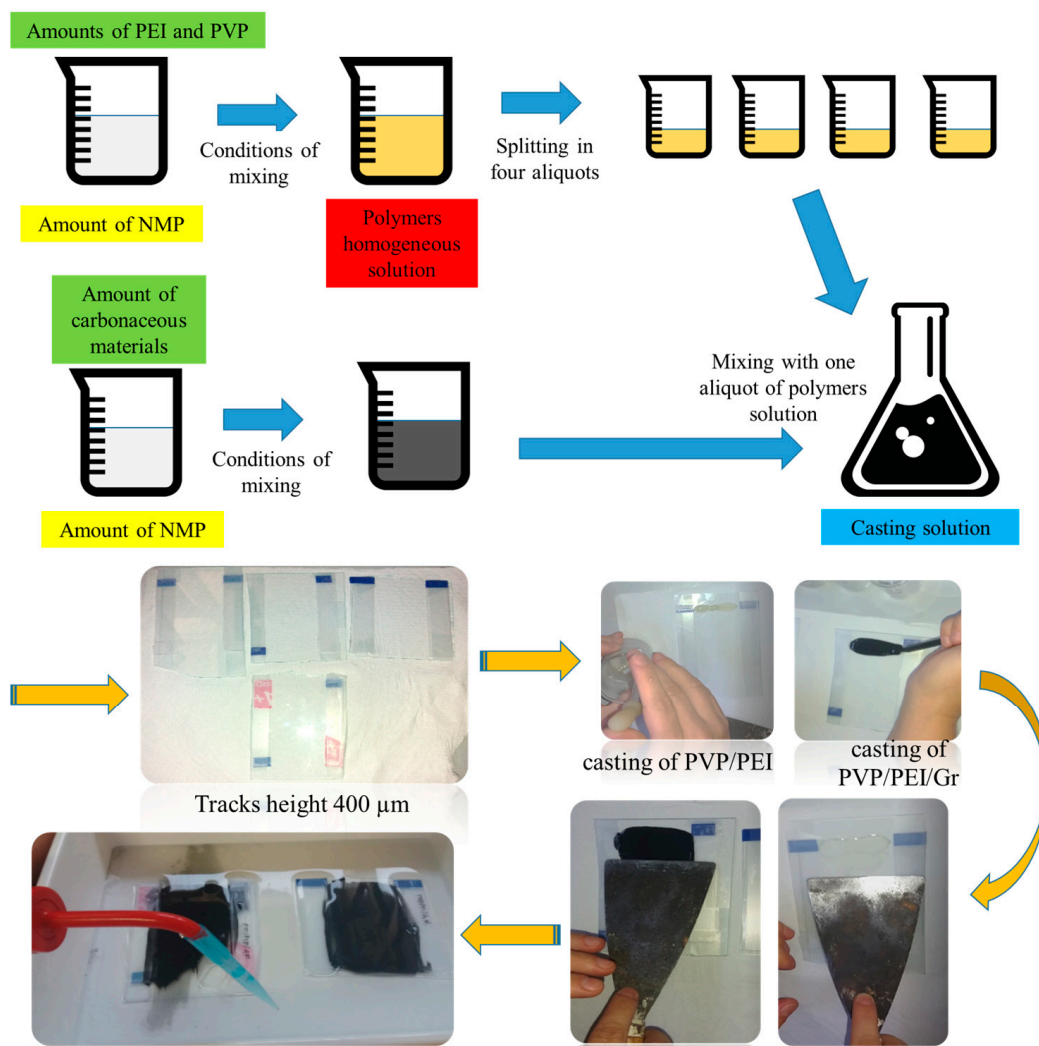 Amounts of PEI and PVP
Conditions of
mixing
Splitting in
four aliquots
Amount of NMP
Polymers
homogeneous
solution
Amount of
carbonaceous
materials
Mixing with one
aliquot of polymers
solution
Conditions of
mixing
Amount of NMP
Casting solution
casting of PVP/PEI
casting of
PVP/PEI/Gr
Tracks height 400 µm